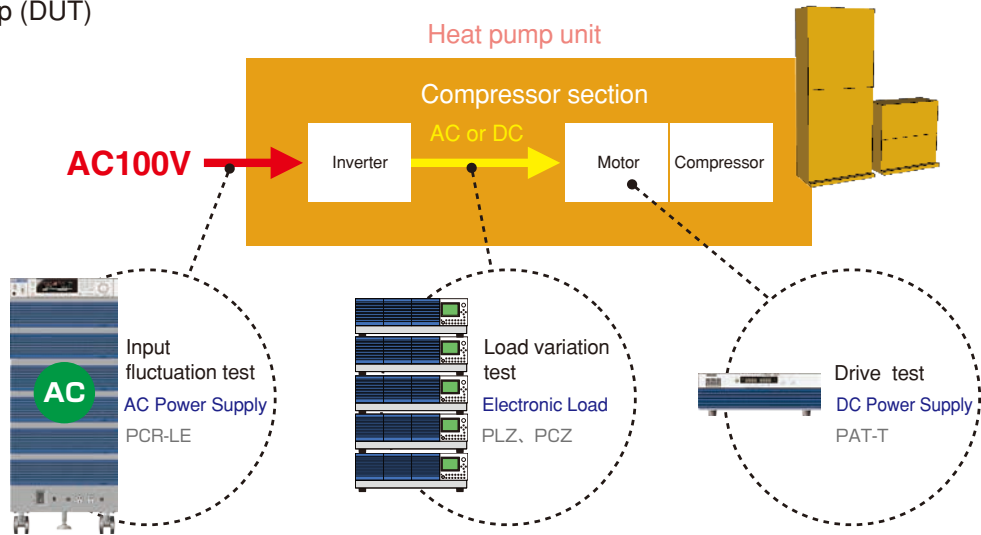 p (DUT)
Heat pump unit
Compressor section
AC or DC
AC100V
Inverter
Motor
Compressor
Input
fluctuation test
AC Power Supply
PCR-LE
AC
Load variation
test
Electronic Load
PLZ、PCZ
Drive test
DC Power Supply
PAT-T